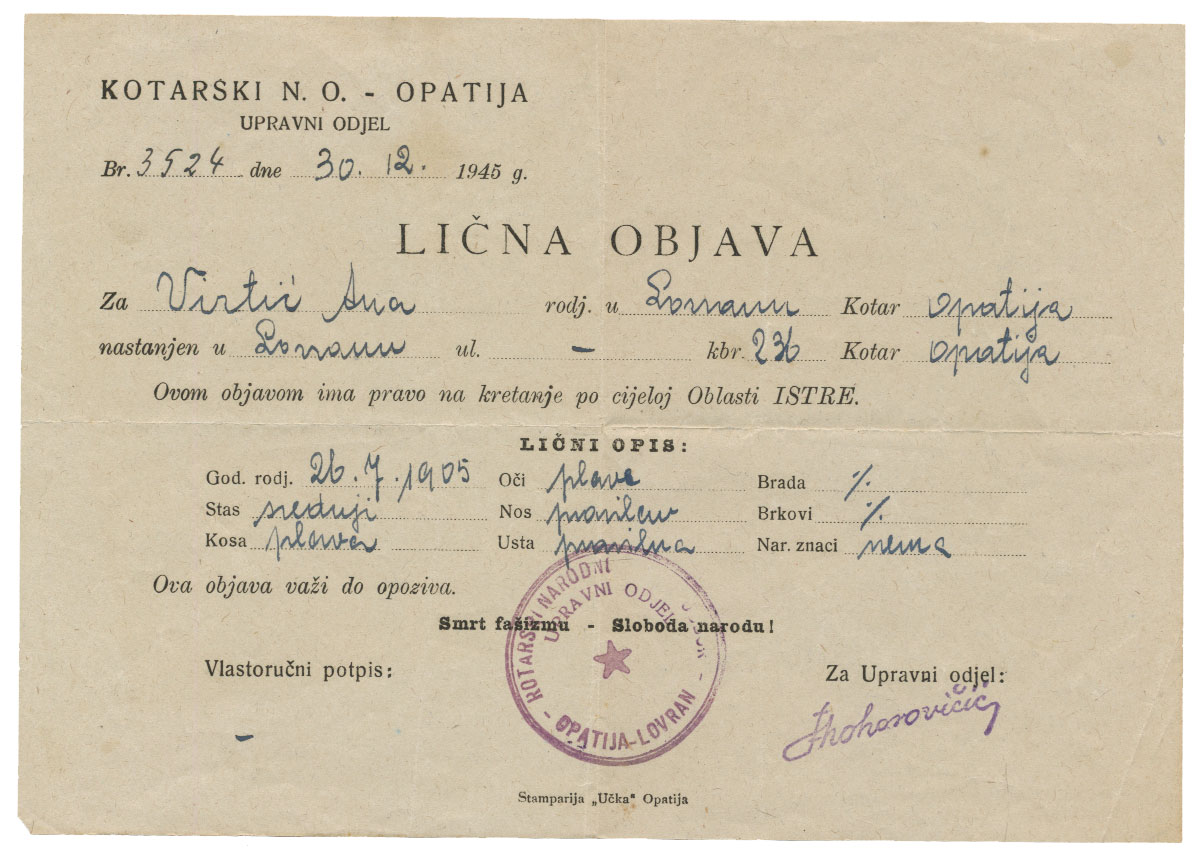 KOTARSKI N. O. - OPATIJA
UPRAVNI ODJEL
Br. 3524 dne 30. 12. 1945 g.
LIČNA OBJAVA
Za Virtić Ana rodj. u Lovranu Kotar Opatija
nastanjen u Lovranu ul. – kbr. 236 Kotar Opatija
Ovom objavom ima pravo na kretanje po cijeloj Oblasti ISTRE.
LIČNI OPIS:
God. rodj. 26. 7. 1905 Oči plave Brada %
Stas srednji Nos pravilan Brkovi %
Kosa plava Usta pravilna Nar. znaci nema
Ova objava važi do opoziva.
Smrt fašizmu - Sloboda narodu!
Vlastoručni potpis: Za Upravni odjel:
–
KOTARSKI NARODNI ODBOR - OPATIJA-LOVRAN -
UPRAVNI ODJEL
Stamparija „Učka" Opatija